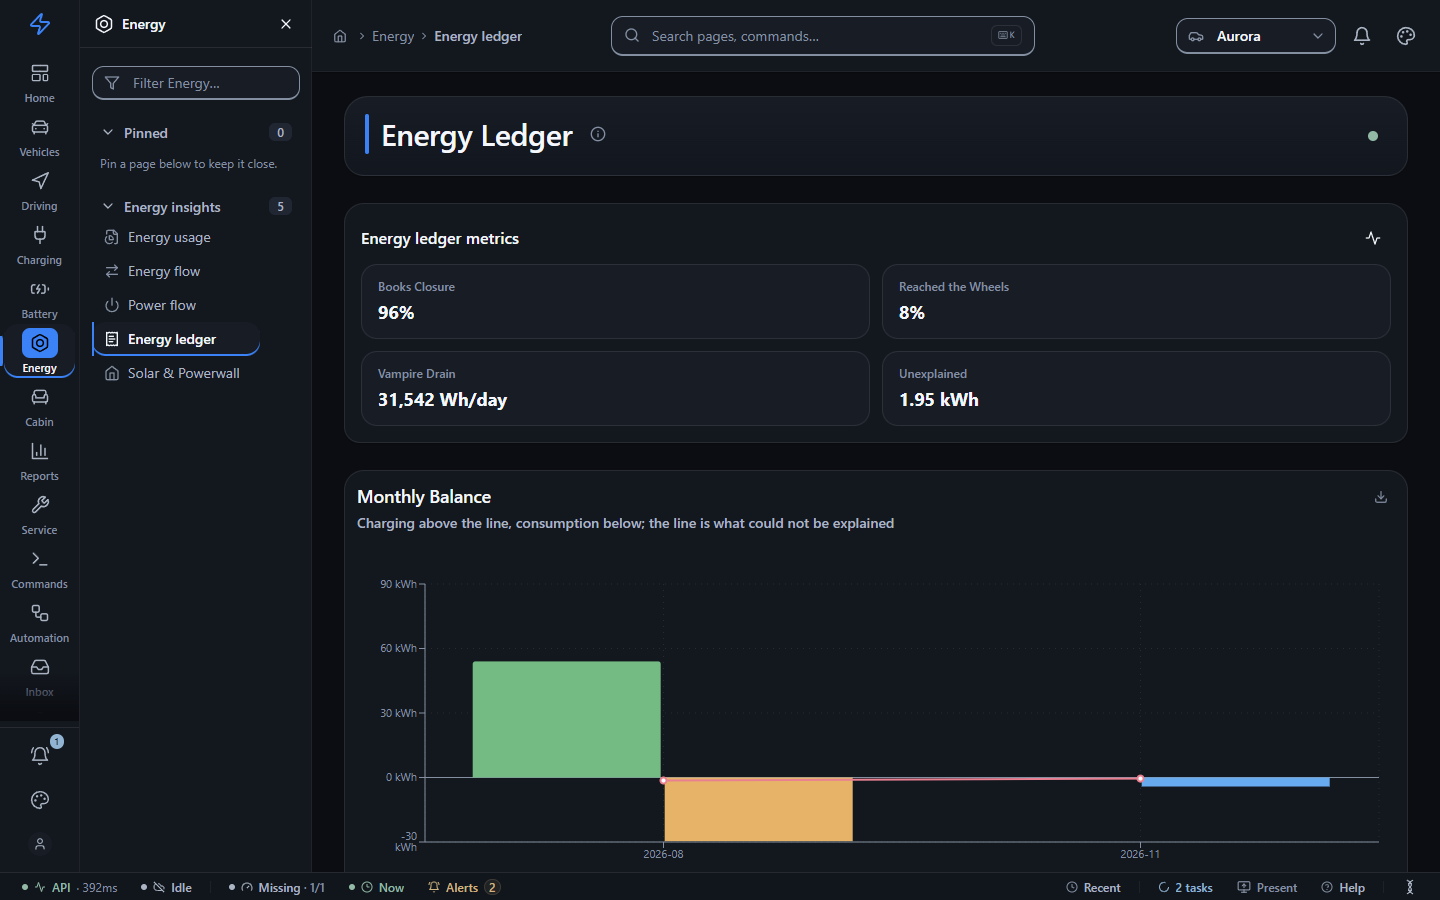 Energy
Home
Vehicles
Driving
Charging
Battery
Energy
Cabin
Reports
Service
Commands
Automation
Inbox
1
Filter Energy...
Pinned 0
Pin a page below to keep it close.
Energy insights 5
Energy usage
Energy flow
Power flow
Energy ledger
Solar & Powerwall
Energy Energy ledger
Search pages, commands...
K
Aurora
Energy Ledger
Energy ledger metrics
Books Closure
96%
Reached the Wheels
8%
Vampire Drain
31,542 Wh/day
Unexplained
1.95 kWh
Monthly Balance
Charging above the line, consumption below; the line is what could not be explained
90 kWh
60 kWh
30 kWh
0 kWh
-30
kWh
2026-08
2026-11
API · 392ms
Idle
Missing · 1/1
Now
Alerts 2
Recent
2 tasks
Present
Help